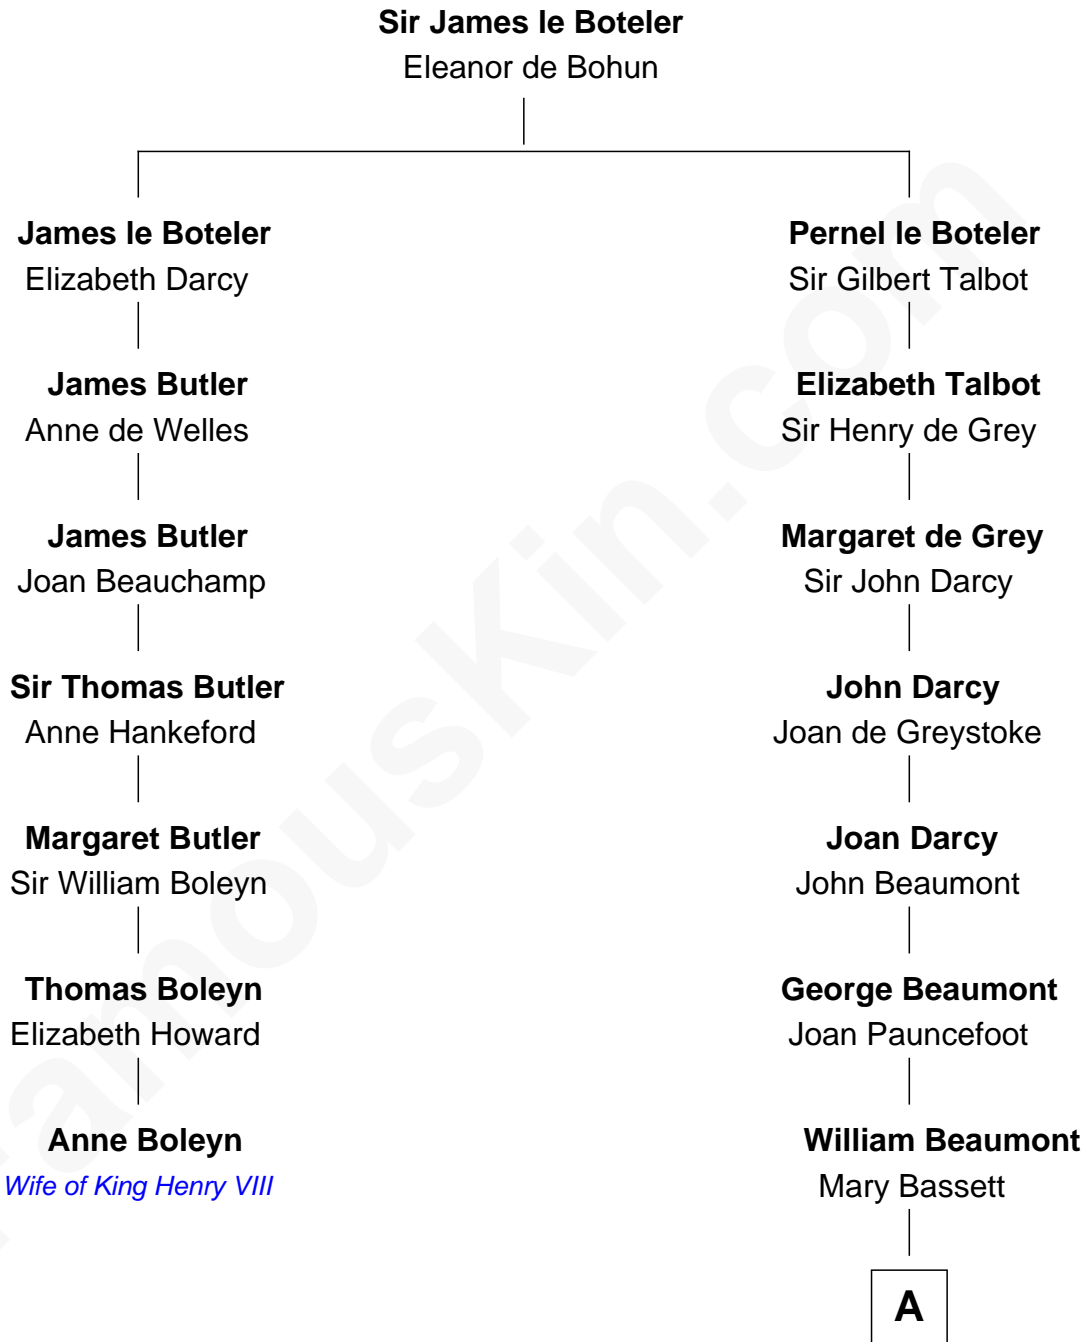 Sir James le Boteler
Eleanor de Bohun
James le Boteler
Elizabeth Darcy
James Butler
Anne de Welles
James Butler
Joan Beauchamp
Sir Thomas Butler
Anne Hankeford
Margaret Butler
Sir William Boleyn
Thomas Boleyn
Elizabeth Howard
Anne Boleyn
Wife of King Henry VIII
Pernel le Boteler
Sir Gilbert Talbot
Elizabeth Talbot
Sir Henry de Grey
Margaret de Grey
Sir John Darcy
John Darcy
Joan de Greystoke
Joan Darcy
John Beaumont
George Beaumont
Joan Pauncefoot
William Beaumont
Mary Bassett
A
FamousKin.com